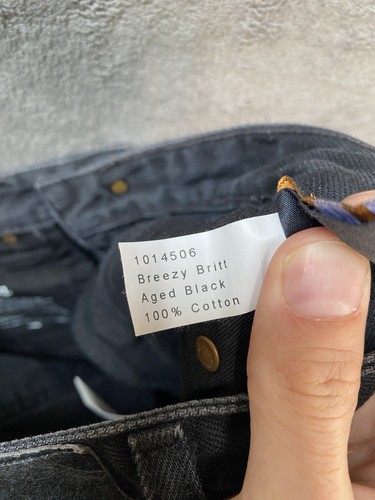 1014506
Breezy Britt
Aged Black
100% Cotton